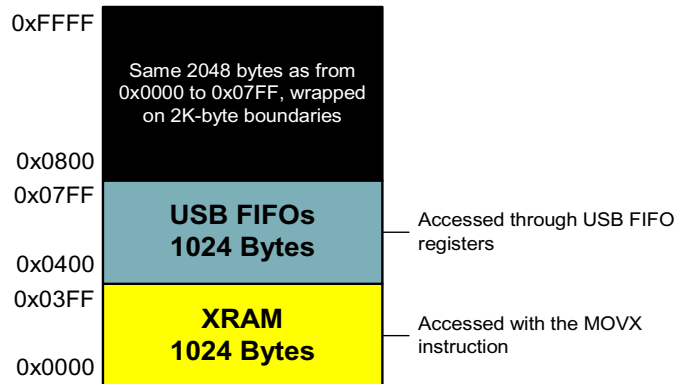 0xFFFF
Same 2048 bytes as from
0x0000 to 0x07FF, wrapped
on 2K-byte boundaries
0x0800
0x07FF
USB FIFOs
1024 Bytes
Accessed through USB FIFO
registers
0x0400
0x03FF
XRAM
1024 Bytes
Accessed with the MOVX
instruction
0x0000